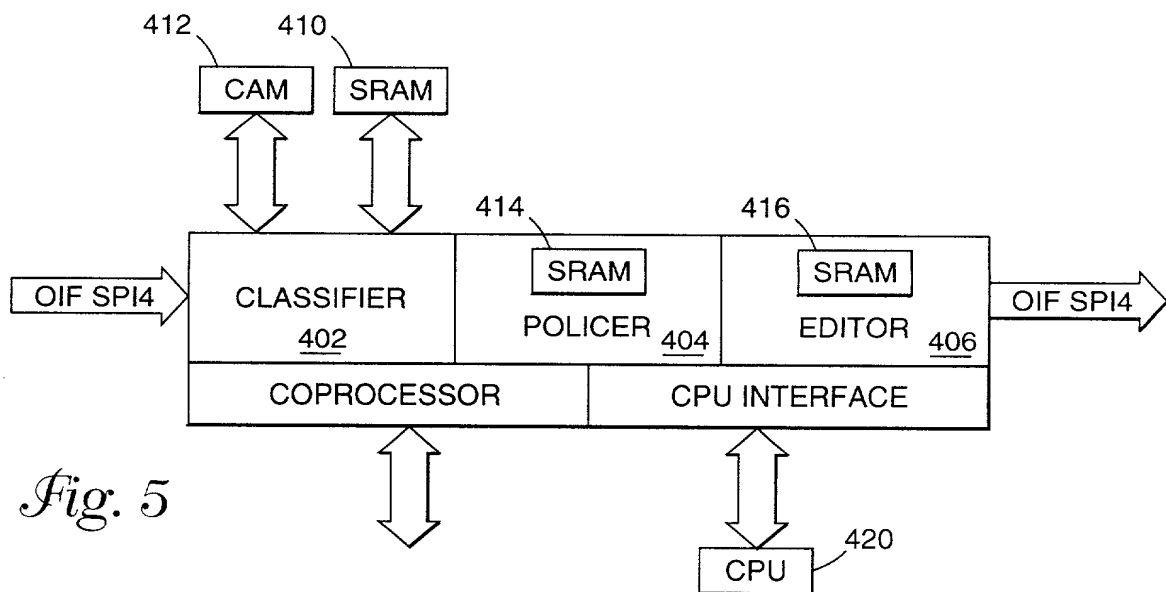 412 410
CAM SRAM
414 416
SRAM SRAM
OIF SPI4 CLASSIFIER POLICER EDITOR OIF SPI4
402 404 406
COPROCESSOR CPU INTERFACE
Fig. 5
420
CPU